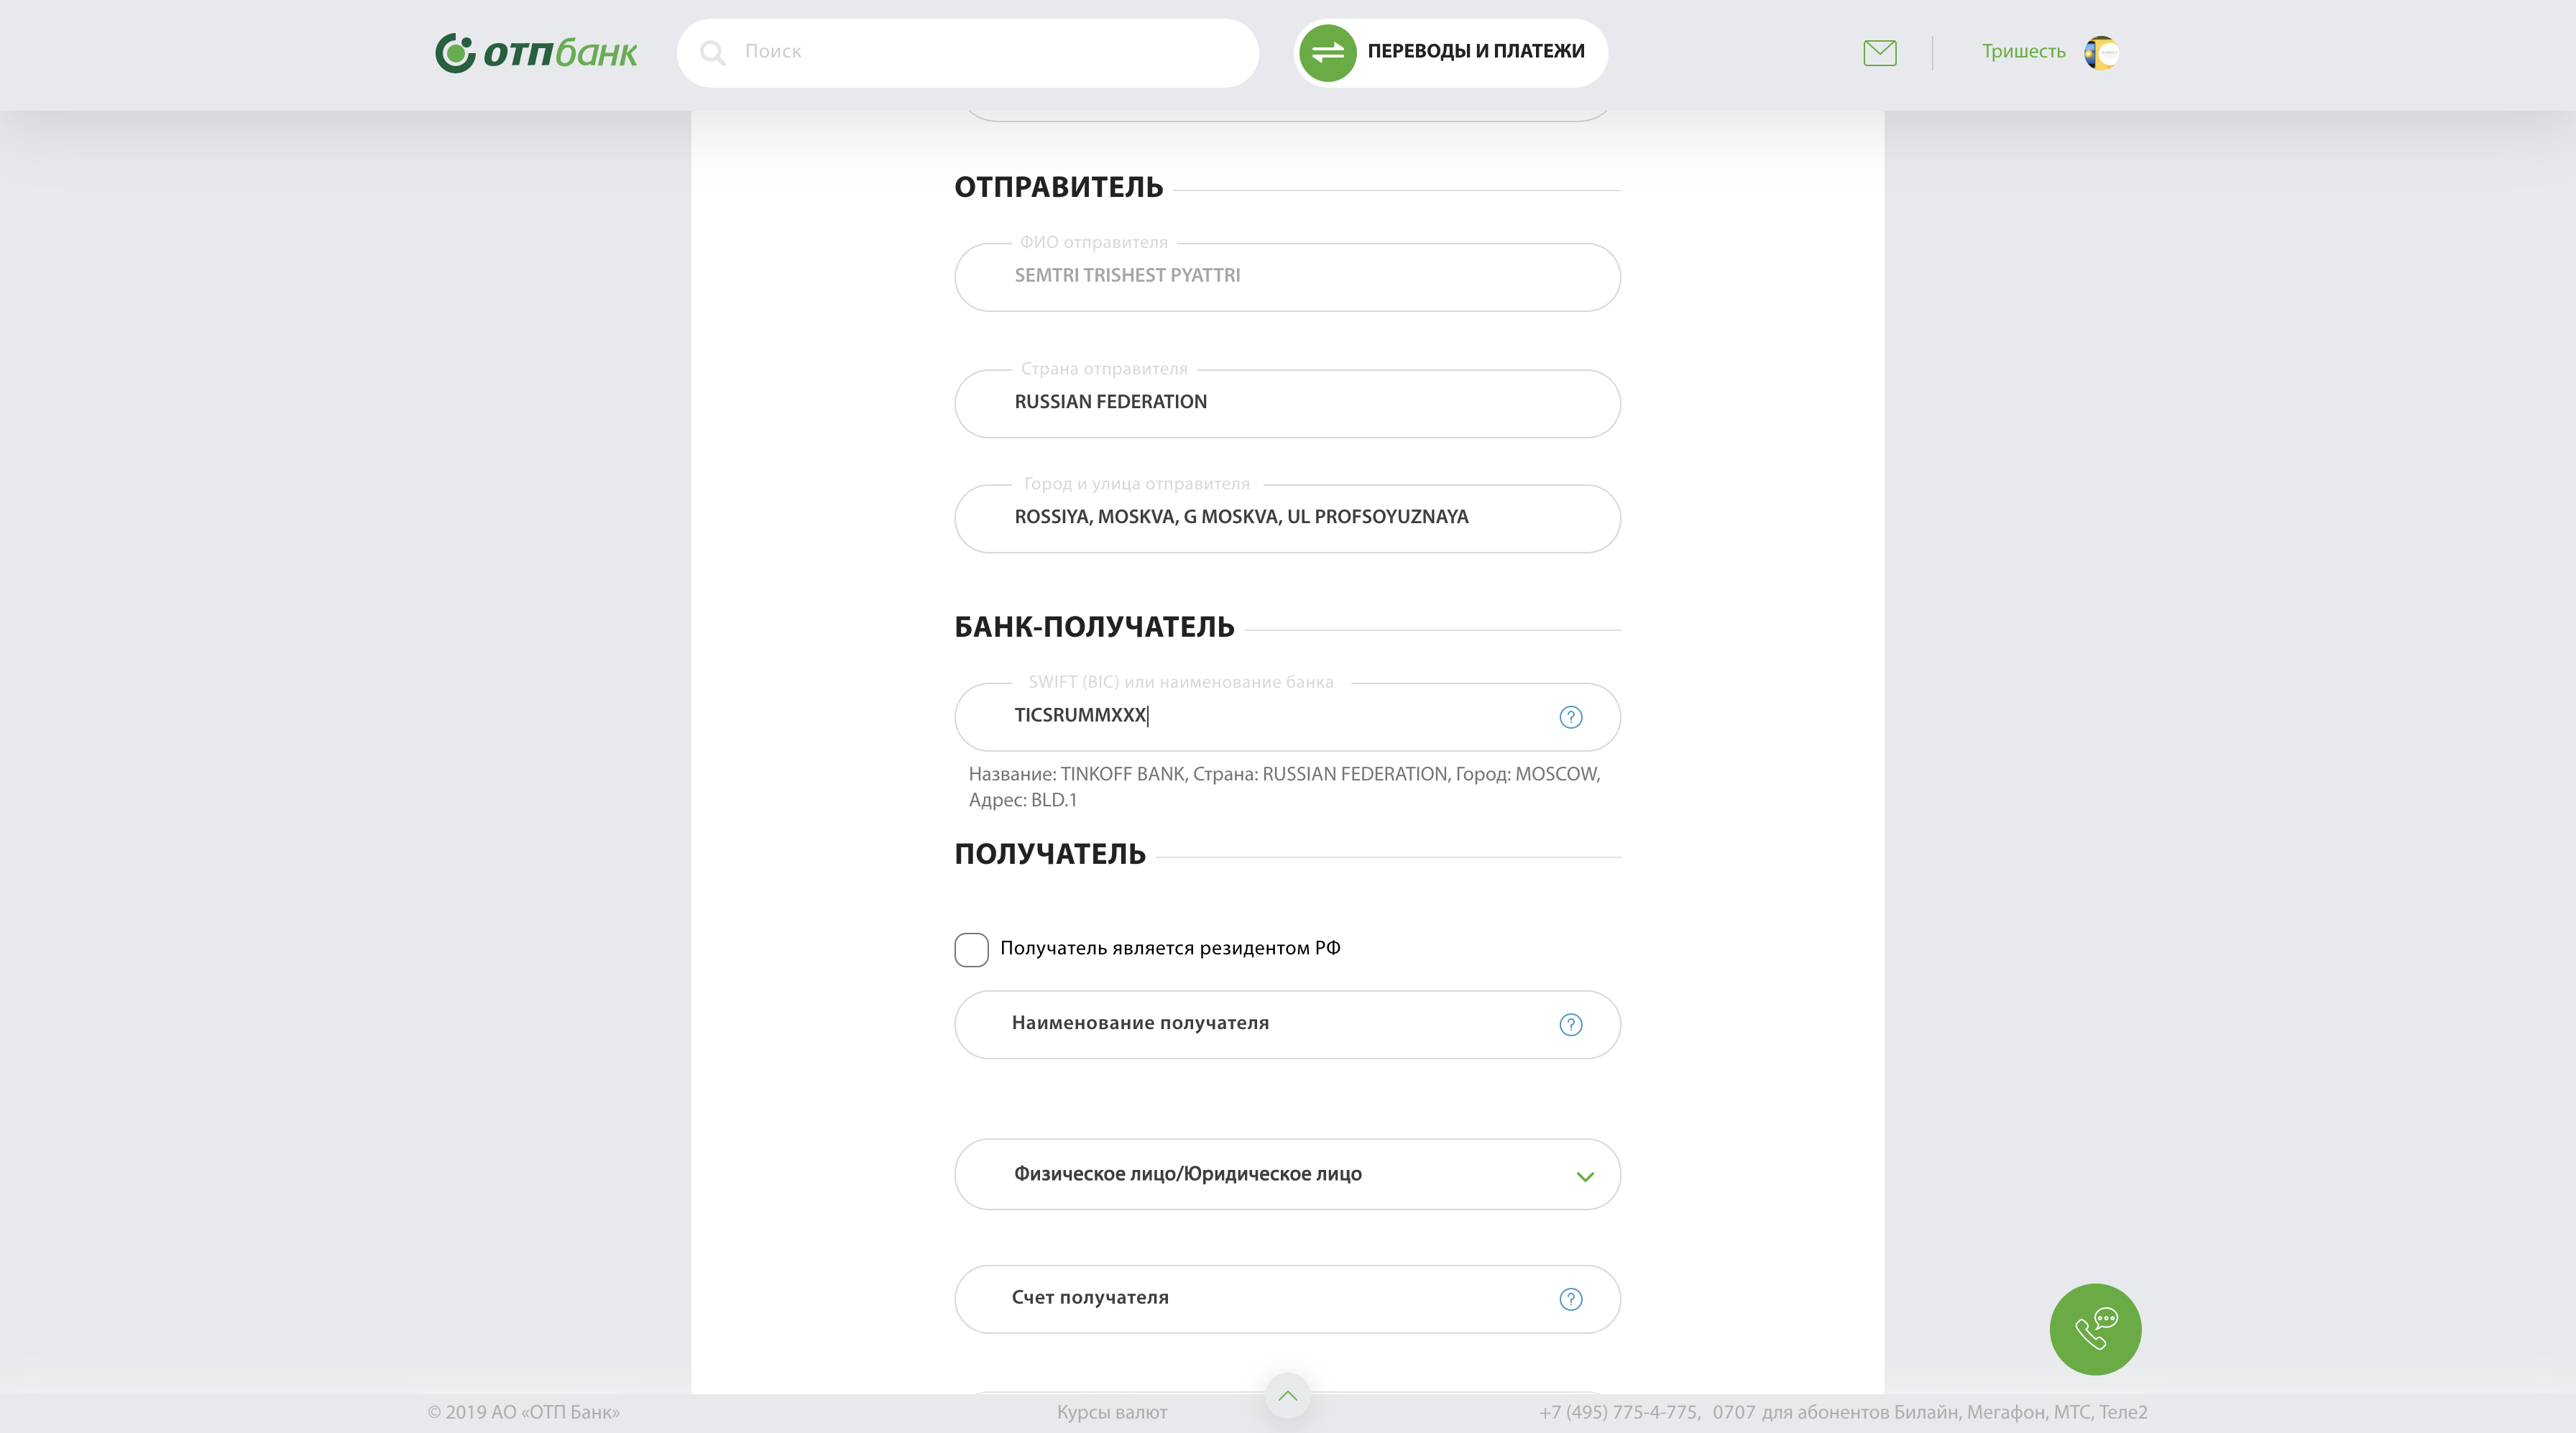 отпбанк
Поиск
ПЕРЕВОДЫ И ПЛАТЕЖИ
Тришесть
ОТПРАВИТЕЛЬ
ФИО отправителя
SEMTRI TRISHEST PYATTRI
Страна отправителя
RUSSIAN FEDERATION
Город и улица отправителя
ROSSIYA, MOSKVA, G MOSKVA, UL PROFSOYUZNAYA
БАНК-ПОЛУЧАТЕЛЬ
SWIFT (BIC) или наименование банка
TICSRUMMXXX
?
Название: TINKOFF BANK, Страна: RUSSIAN FEDERATION, Город: MOSCOW,
Адрес: BLD.1
ПОЛУЧАТЕЛЬ
Получатель является резидентом РФ
Наименование получателя
?
Физическое лицо/Юридическое лицо
Счет получателя
?
© 2019 АО «ОТП Банк»
Курсы валют
+7 (495) 775-4-775, 0707 для абонентов Билайн, Мегафон, МТС, Теле2